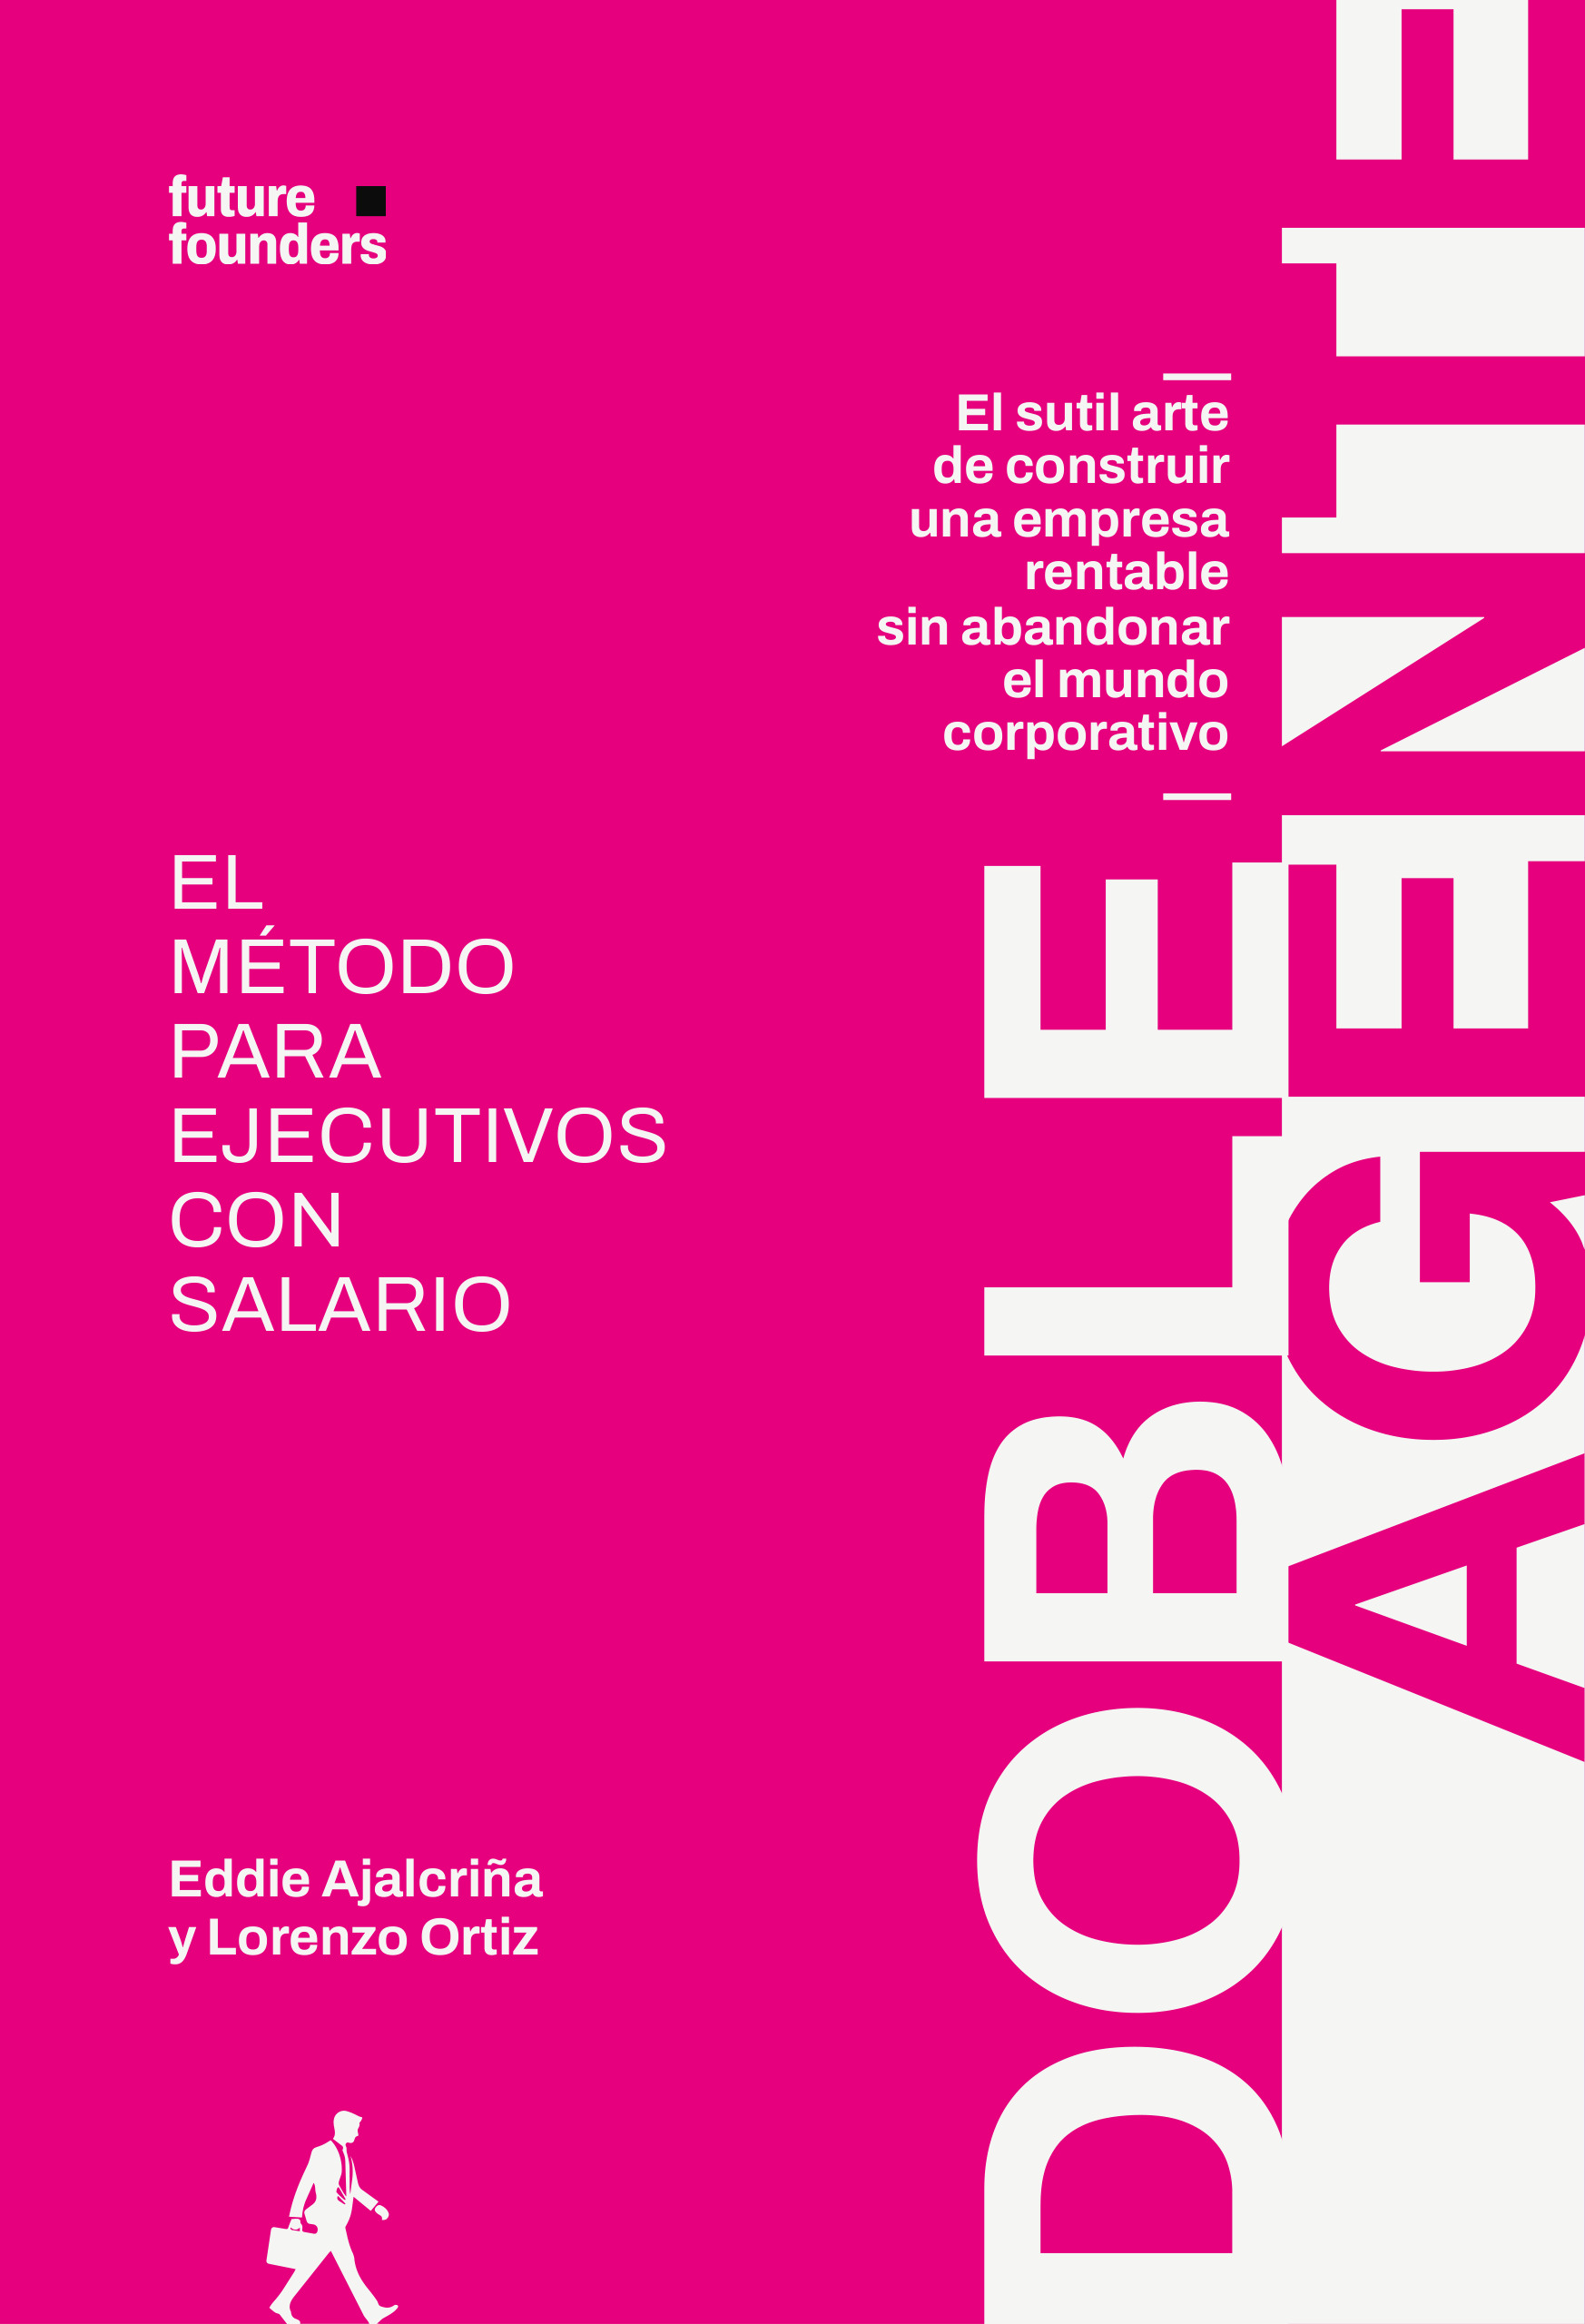 future
founders
El sutil arte
de construir
una empresa
rentable
sin abandonar
el mundo
corporativo
EL
MÉTODO
PARA
EJECUTIVOS
CON
SALARIO
DOBLE
AGENTE
Eddie Ajalcriña
y Lorenzo Ortiz